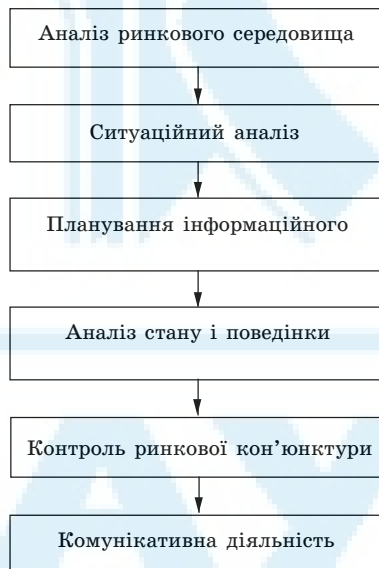 Аналіз ринкового середовища
Ситуаційний аналіз
Планування інформаційного
Аналіз стану і поведінки
Контроль ринкової кон’юнктури
Комунікативна діяльність